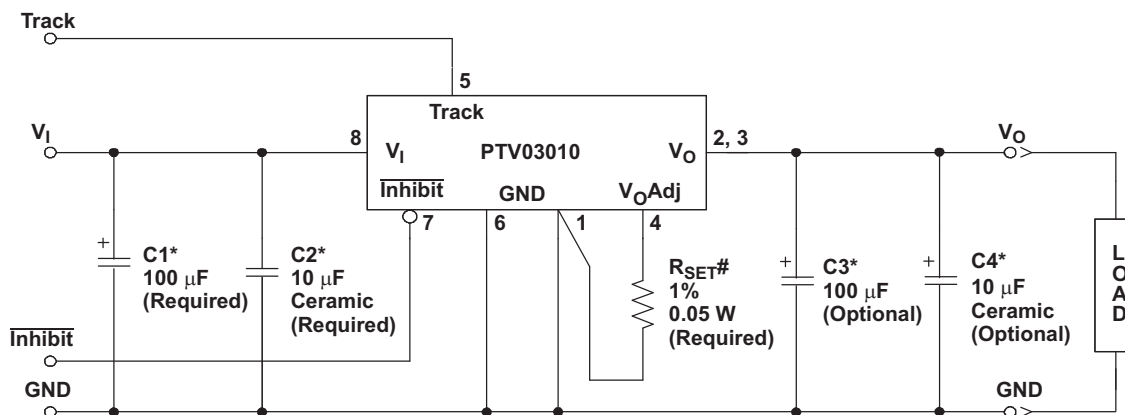 Track
5
Track
V_I
8
V_I
PTV03010
V_O
2, 3
V_O
Inhibit
GND
V_OAdj
7
6
1
4
+
C1*
100 μF
(Required)
C2*
10 μF
Ceramic
(Required)
R_SET#
1%
0.05 W
(Required)
+
C3*
100 μF
(Optional)
+
C4*
10 μF
Ceramic
(Optional)
LOAD
Inhibit
GND
GND